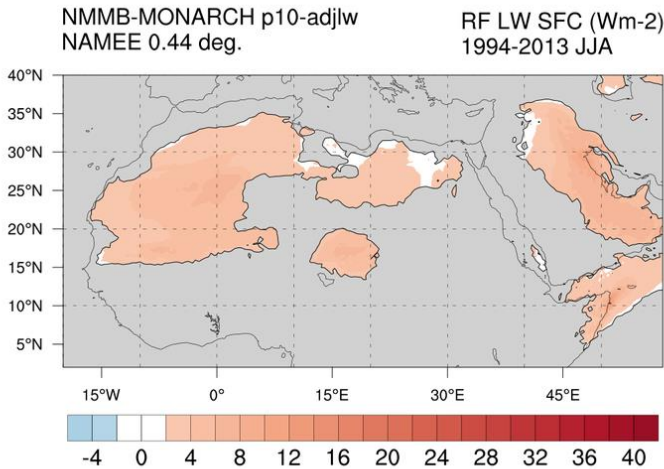 NMMB-MONARCH p10-adjlw
NAMEE 0.44 deg.
RF LW SFC (Wm-2)
1994-2013 JJA
40°N
35°N
30°N
25°N
20°N
15°N
10°N
5°N
15°W 0° 15°E 30°E 45°E
-4 0 4 8 12 16 20 24 28 32 36 40